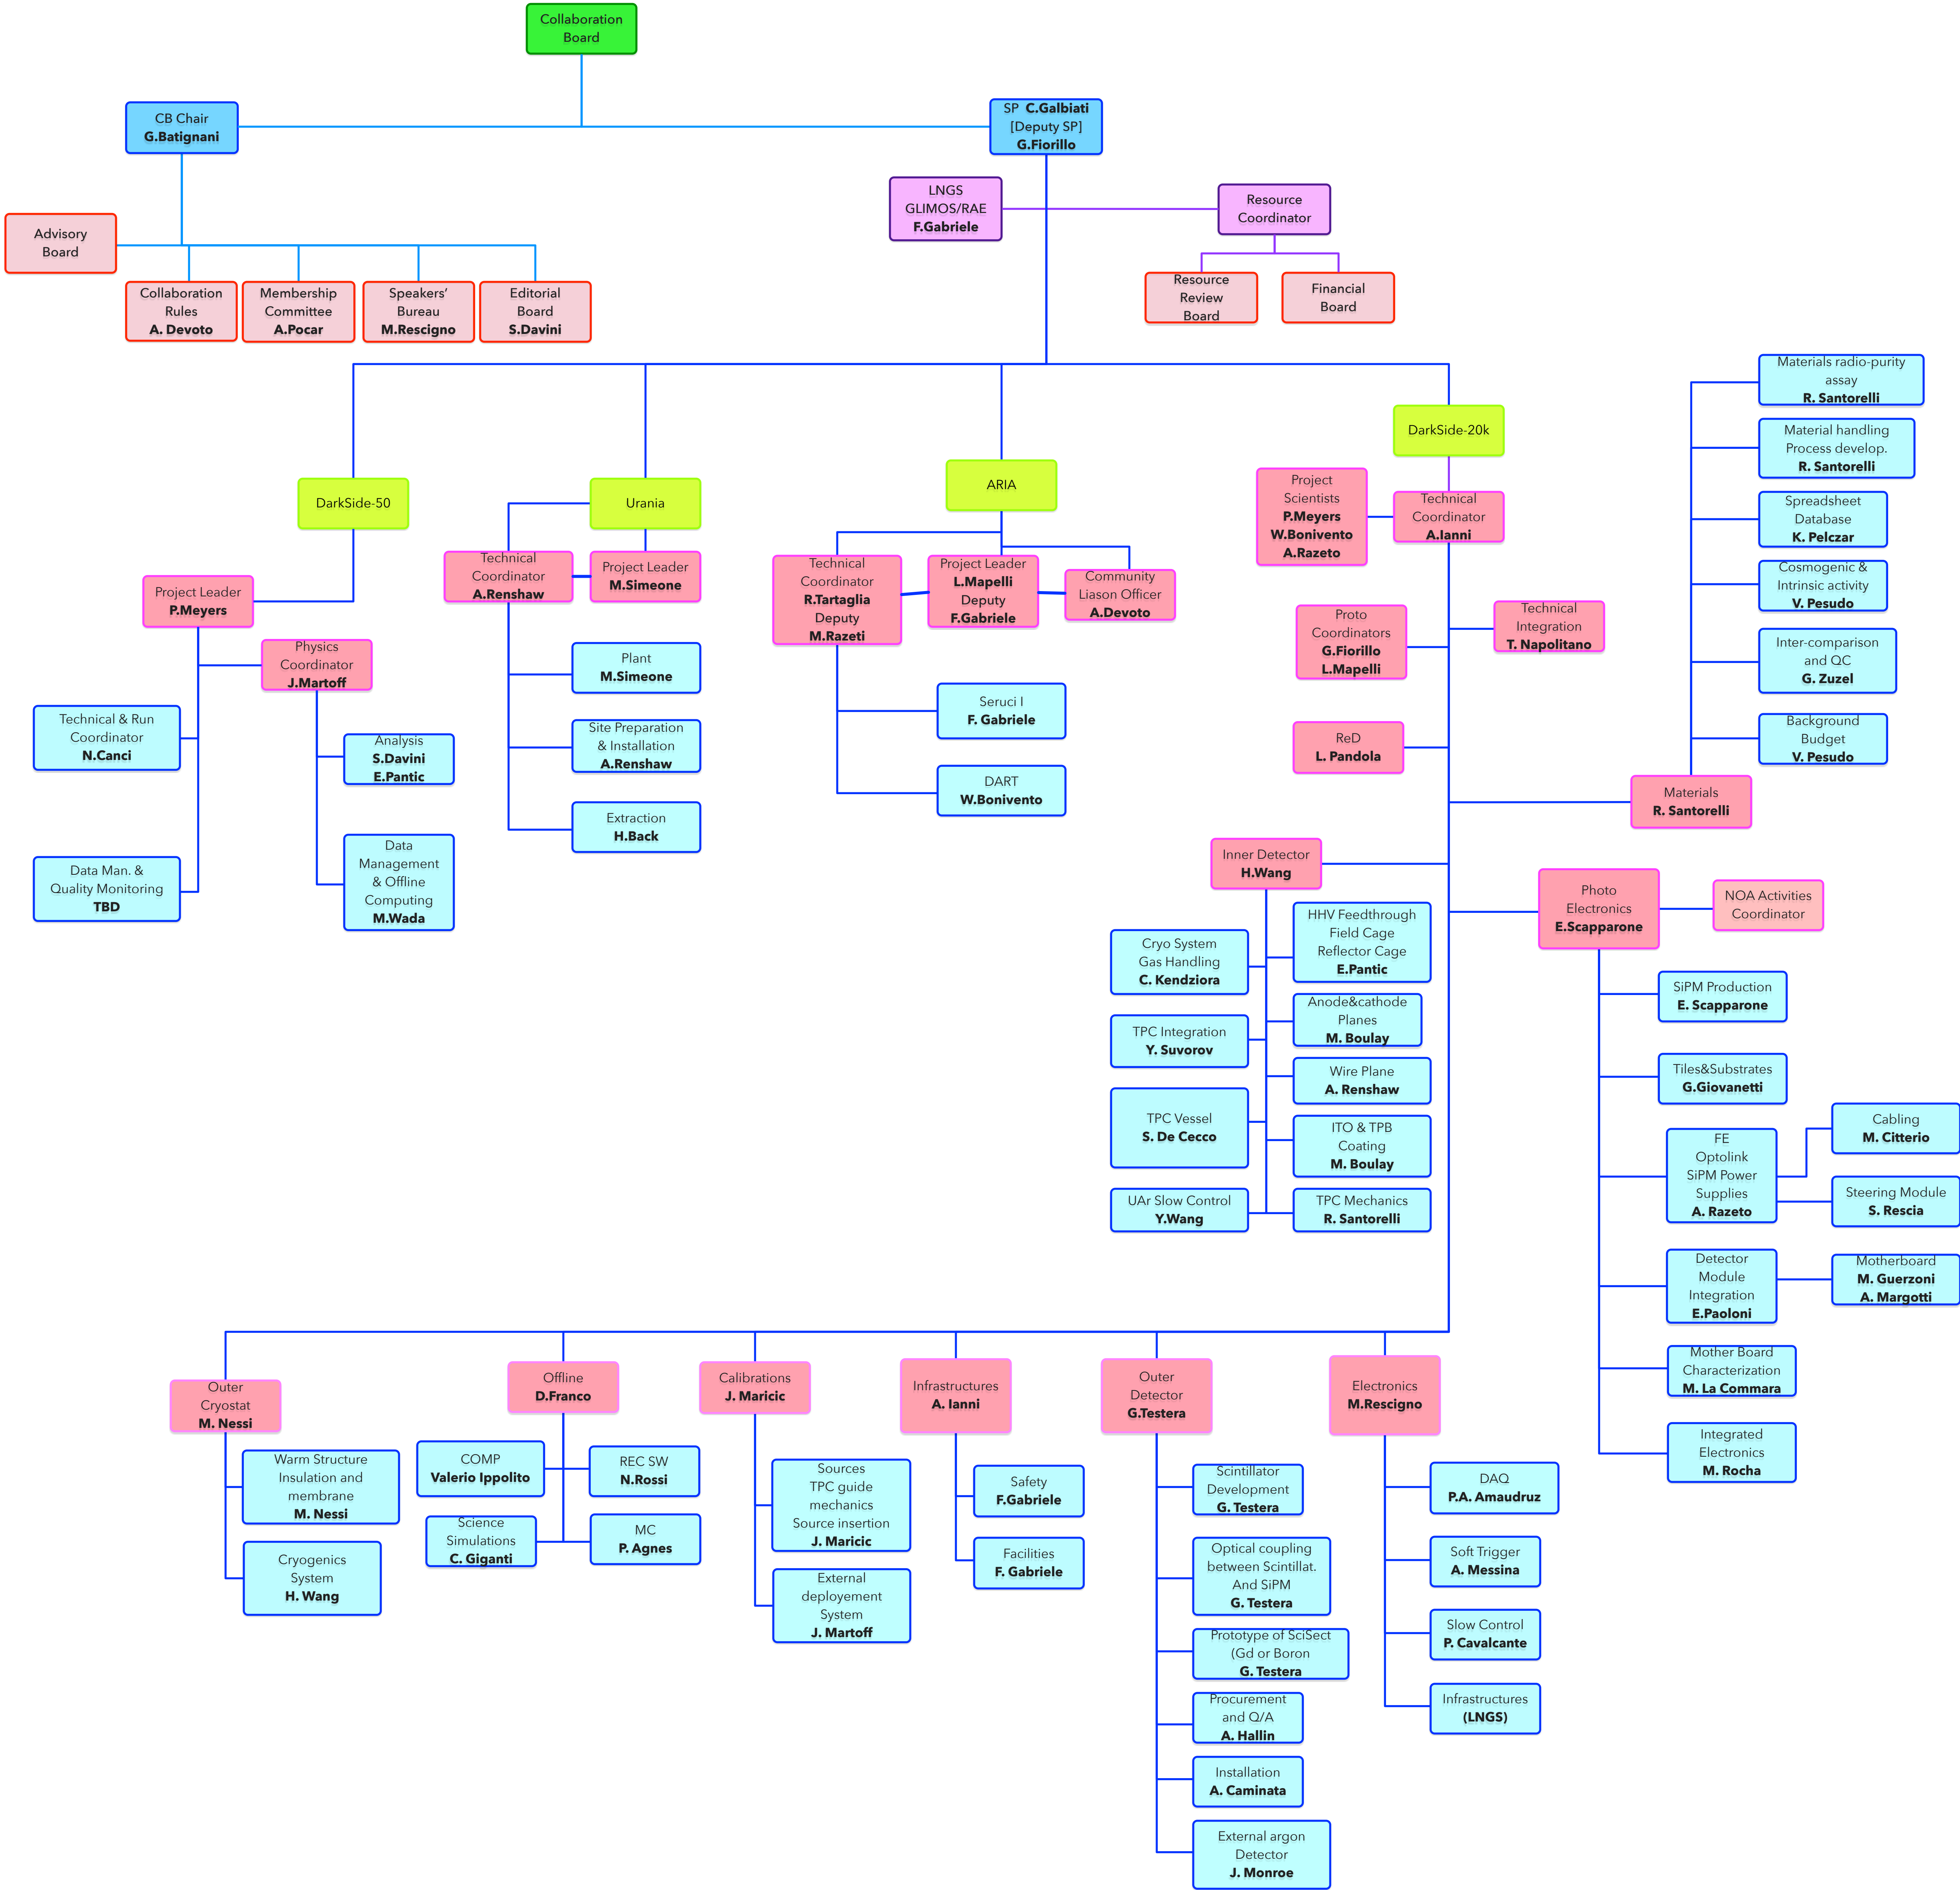 Collaboration
Board
CB Chair
G.Batignani
SP C.Galbiati
[Deputy SP]
G.Fiorillo
LNGS
GLIMOS/RAE
F.Gabriele
Resource
Coordinator
Advisory
Board
Collaboration
Rules
A. Devoto
Membership
Committee
A.Pocar
Speakers'
Bureau
M.Rescigno
Editorial
Board
S.Davini
Resource
Review
Board
Financial
Board
DarkSide-50
Project Leader
P.Meyers
Physics
Coordinator
J.Martoff
Technical & Run
Coordinator
N.Canci
Analysis
S.Davini
E.Pantic
Data Man. &
Quality Monitoring
TBD
Data
Management
& Offline
Computing
M.Wada
Urania
Technical
Coordinator
A.Renshaw
Project Leader
M.Simeone
Plant
M.Simeone
Site Preparation
& Installation
A.Renshaw
Extraction
H.Back
ARIA
Technical
Coordinator
R.Tartaglia
Deputy
M.Razeti
Project Leader
L.Mapelli
Deputy
F.Gabriele
Community
Liason Officer
A.Devoto
Seruci I
F. Gabriele
DART
W.Bonivento
DarkSide-20k
Project
Scientists
P.Meyers
W.Bonivento
A.Razeto
Technical
Coordinator
A.Ianni
Proto
Coordinators
G.Fiorillo
L.Mapelli
Technical
Integration
T. Napolitano
ReD
L. Pandola
Materials radio-purity
assay
R. Santorelli
Material handling
Process develop.
R. Santorelli
Spreadsheet
Database
K. Pelczar
Cosmogenic &
Intrinsic activity
V. Pesudo
Inter-comparison
and QC
G. Zuzel
Background
Budget
V. Pesudo
Materials
R. Santorelli
Inner Detector
H.Wang
Cryo System
Gas Handling
C. Kendziora
HHV Feedthrough
Field Cage
Reflector Cage
E.Pantic
TPC Integration
Y. Suvorov
Anode&cathode
Planes
M. Boulay
Wire Plane
A. Renshaw
TPC Vessel
S. De Cecco
ITO & TPB
Coating
M. Boulay
UAr Slow Control
Y.Wang
TPC Mechanics
R. Santorelli
Photo
Electronics
E.Scapparone
NOA Activities
Coordinator
SiPM Production
E. Scapparone
Tiles&Substrates
G.Giovanetti
FE
Optolink
SiPM Power
Supplies
A. Razeto
Cabling
M. Citterio
Steering Module
S. Rescia
Detector
Module
Integration
E.Paoloni
Motherboard
M. Guerzoni
A. Margotti
Mother Board
Characterization
M. La Commara
Integrated
Electronics
M. Rocha
Outer
Cryostat
M. Nessi
Warm Structure
Insulation and
membrane
M. Nessi
Cryogenics
System
H. Wang
Offline
D.Franco
COMP
Valerio Ippolito
REC SW
N.Rossi
Science
Simulations
C. Giganti
MC
P. Agnes
Calibrations
J. Maricic
Sources
TPC guide
mechanics
Source insertion
J. Maricic
External
deployement
System
J. Martoff
Infrastructures
A. Ianni
Safety
F.Gabriele
Facilities
F. Gabriele
Outer
Detector
G.Testera
Scintillator
Development
G. Testera
Optical coupling
between Scintillat.
And SiPM
G. Testera
Prototype of SciSect
(Gd or Boron
G. Testera
Procurement
and Q/A
A. Hallin
Installation
A. Caminata
External argon
Detector
J. Monroe
Electronics
M.Rescigno
DAQ
P.A. Amaudruz
Soft Trigger
A. Messina
Slow Control
P. Cavalcante
Infrastructures
(LNGS)